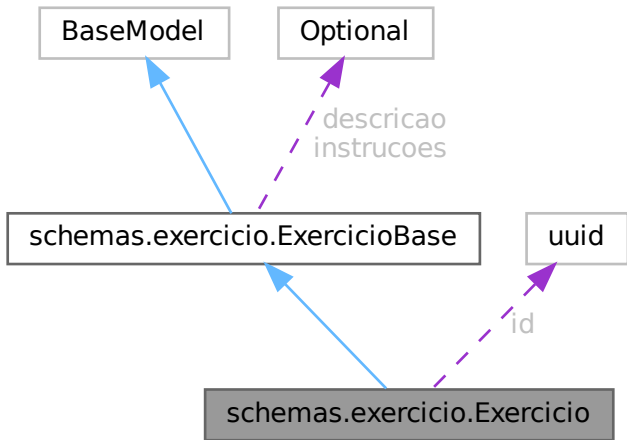 BaseModel
Optional
descricao
instrucoes
schemas.exercicio.ExercicioBase
uuid
id
schemas.exercicio.Exercicio